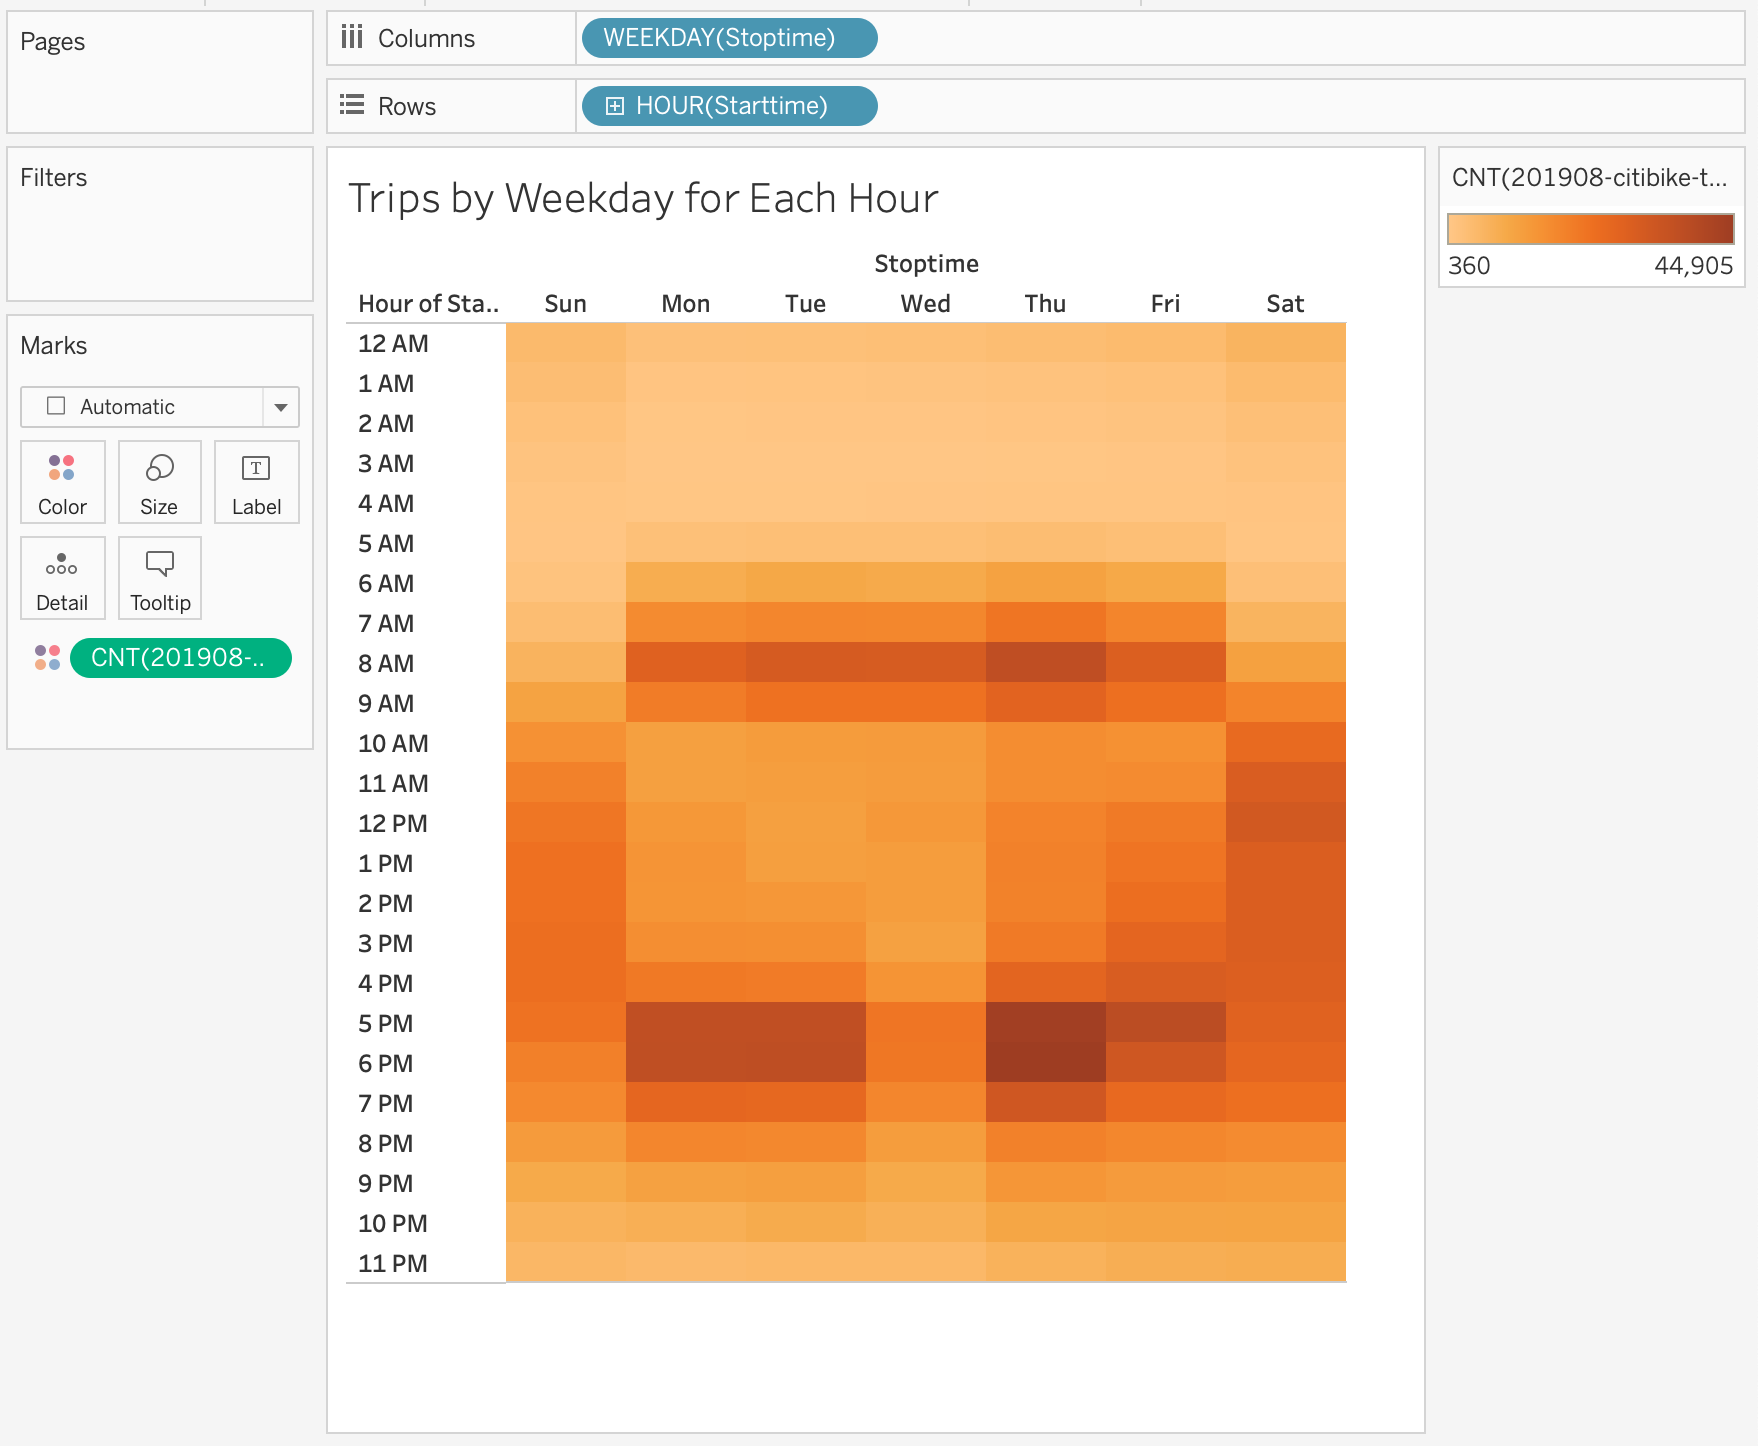 Pages
Columns
WEEKDAY(Stoptime)
Rows
HOUR(Starttime)
Filters
Marks
Automatic
Color
Size
T
Label
Detail
Tooltip
CNT(201908-..
Trips by Weekday for Each Hour
Stoptime
Hour of Sta.. Sun Mon Tue Wed Thu Fri Sat
12 AM
1 AM
2 AM
3 AM
4 AM
5 AM
6 AM
7 AM
8 AM
9 AM
10 AM
11 AM
12 PM
1 PM
2 PM
3 PM
4 PM
5 PM
6 PM
7 PM
8 PM
9 PM
10 PM
11 PM
CNT(201908-citibike-t...
360 44,905